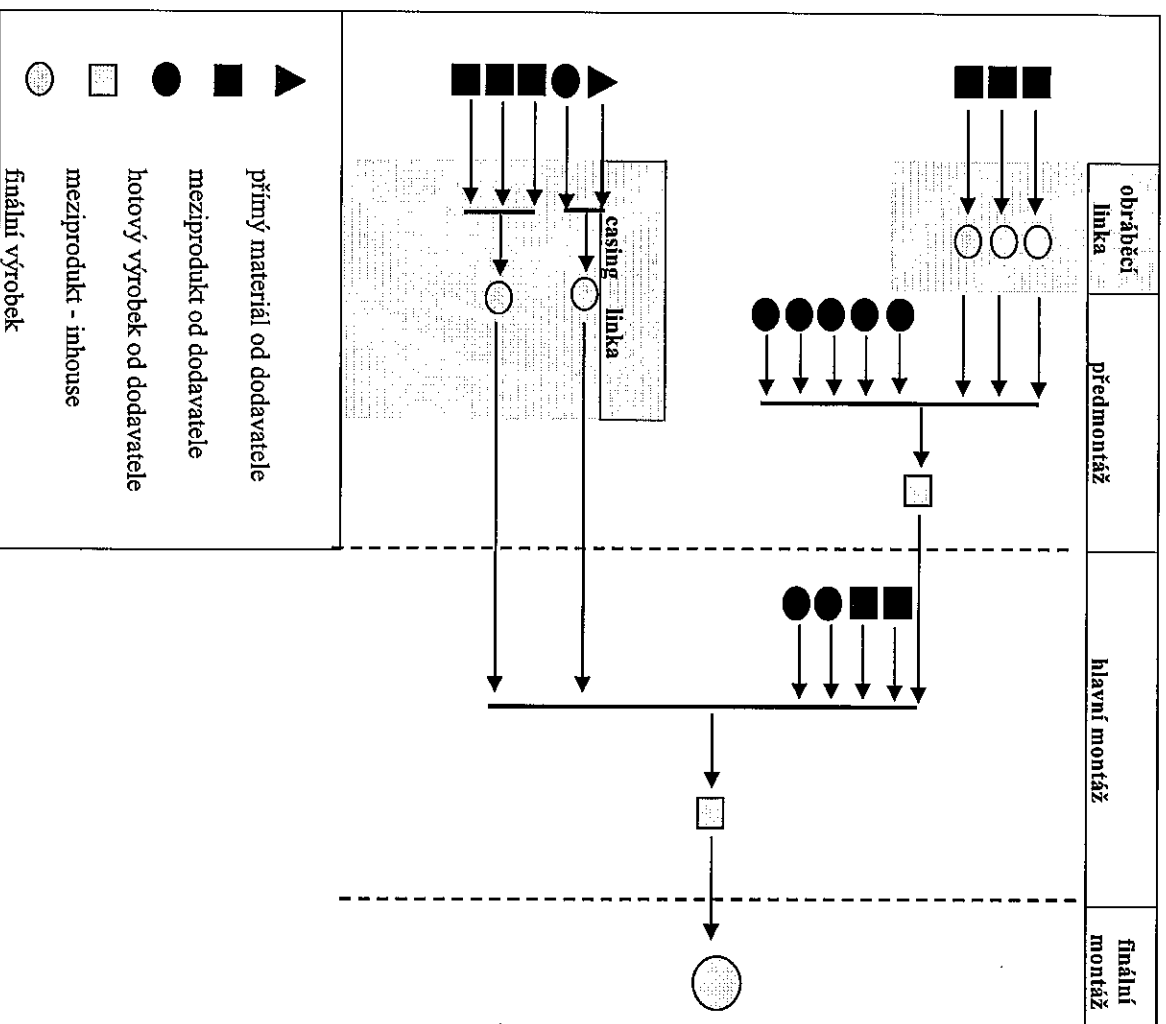 obráběcí
linka
předmontáž
hlavní montáž
finální
montáž
casing linka
přímý materiál od dodavatele
meziprodukt od dodavatele
hotový výrobek od dodavatele
meziprodukt - inhouse
finální výrobek